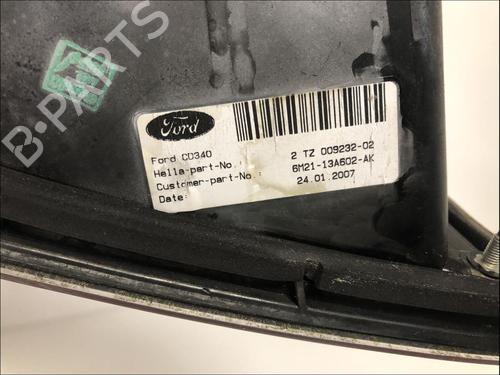 B-PARTS
Ford
Ford CD340
Hella-part-No.: 2 TZ 009232-02
Customer-part-No.: 6M21-13A602-AK
Date: 24.01.2007